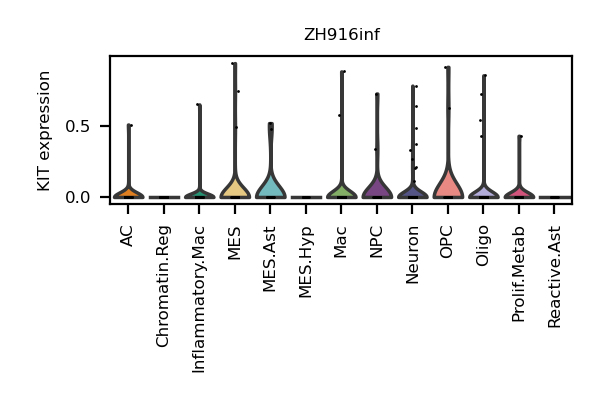 ZH916inf
KIT expression
0.5
0.0
AC
Chromatin.Reg
Inflammatory.Mac
MES
MES.Ast
MES.Hyp
Mac
NPC
Neuron
OPC
Oligo
Prolif.Metab
Reactive.Ast